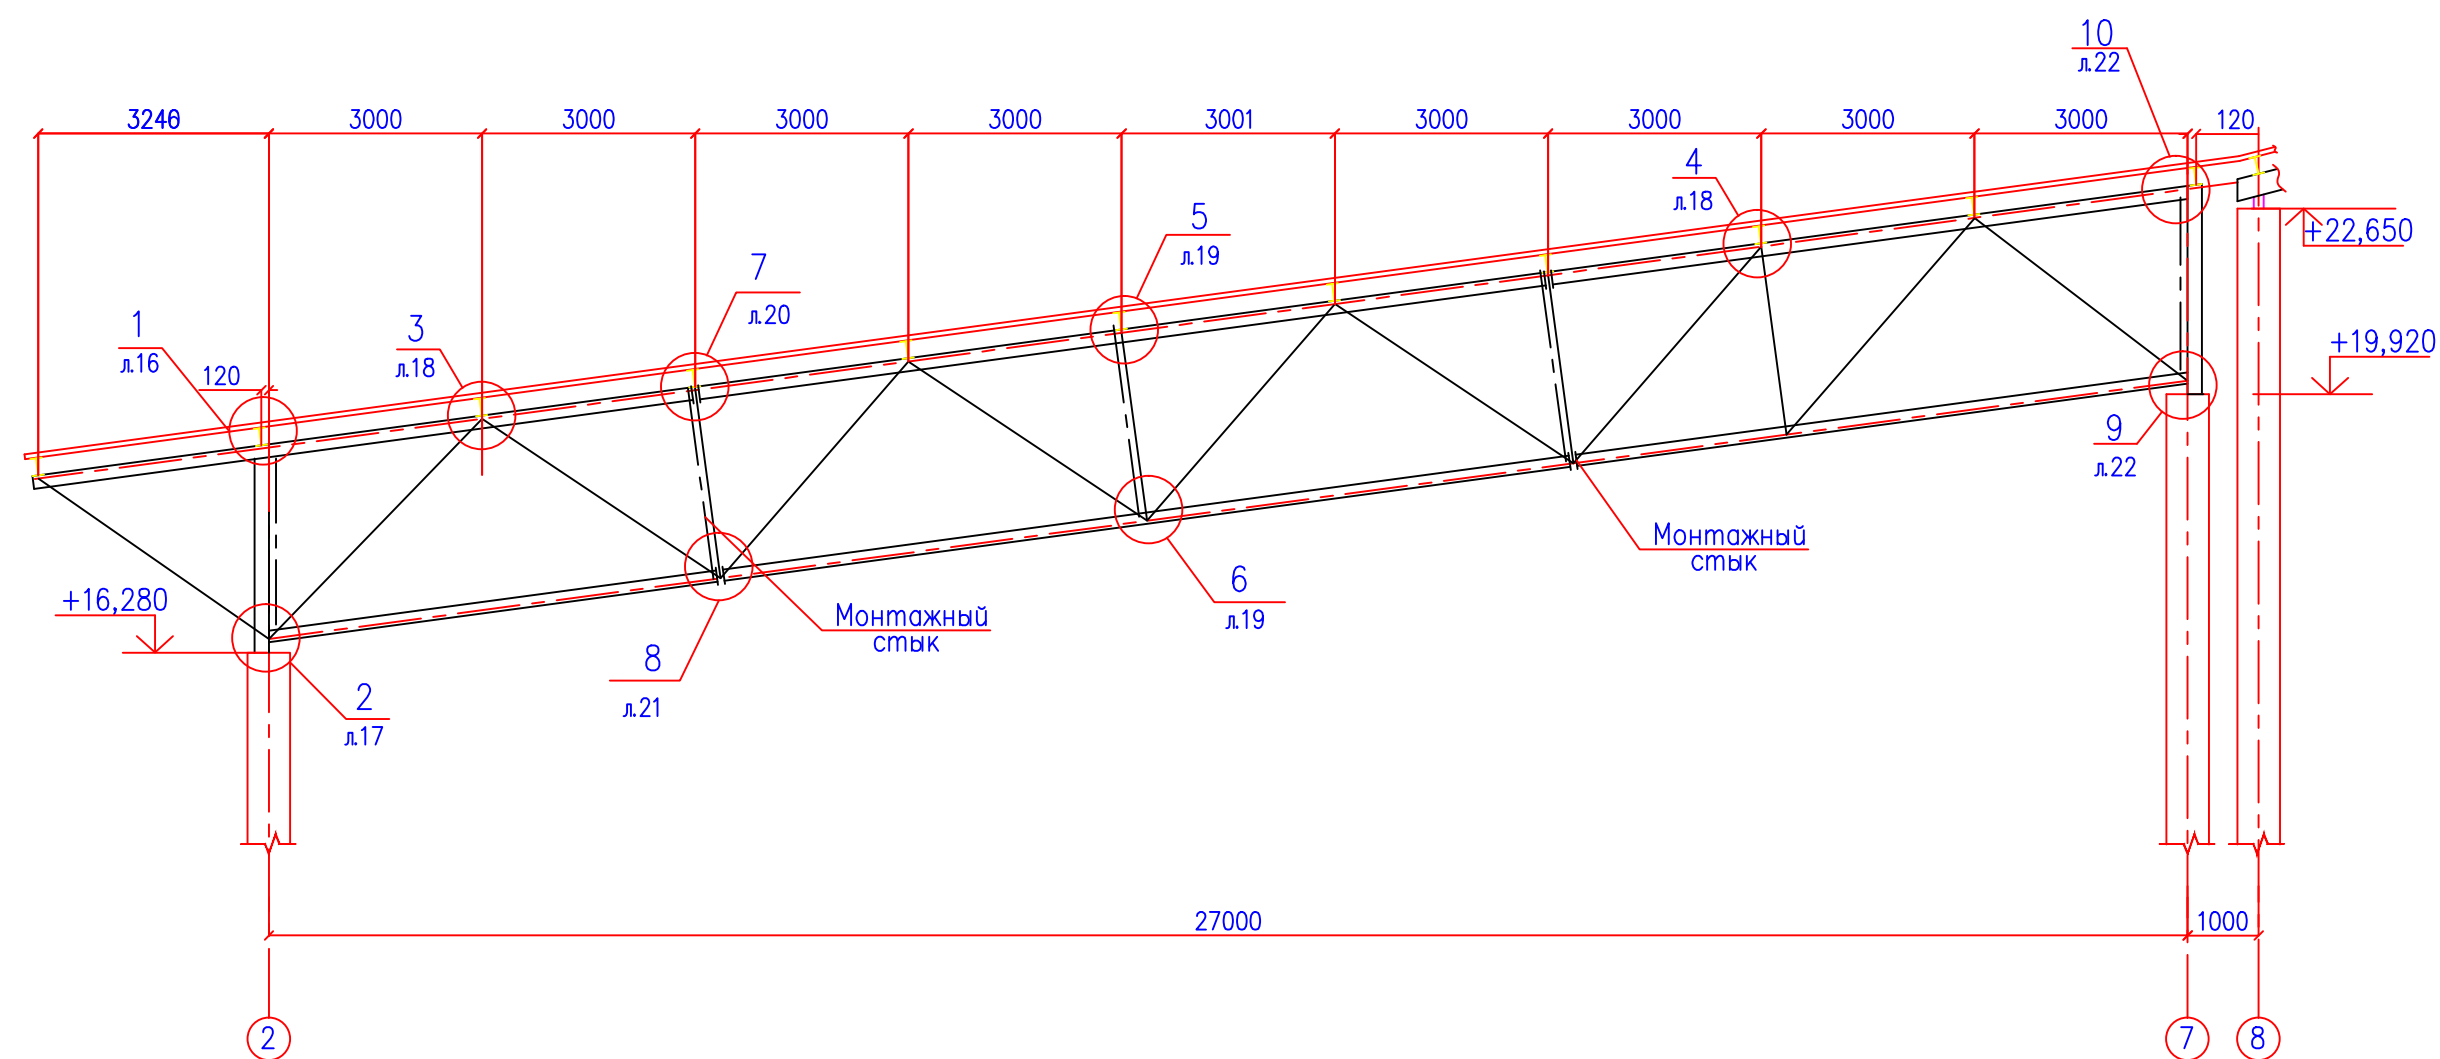 10
л.22
3246
3000
3000
3000
3000
3001
3000
3000
3000
3000
120
4
л.18
5
л.19
+22,650
7
л.20
1
л.16
3
л.18
+19,920
120
9
л.22
Монтажный
стык
6
л.19
+16,280
Монтажный
стык
8
л.21
2
л.17
27000
1000
2
7
8